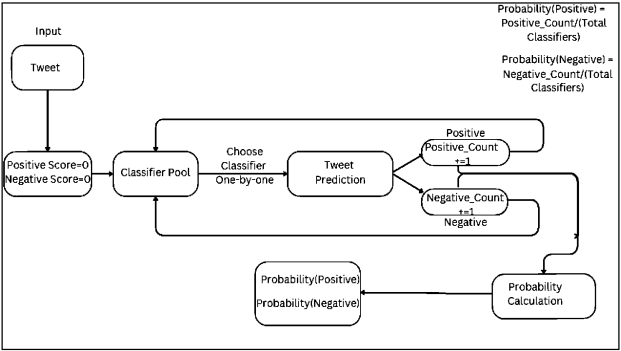 Probability(Positive) =
Positive_Count/(Total
Classifiers)
Probability(Negative) =
Negative_Count/(Total
Classifiers)
Input
Tweet
Positive Score=0
Negative Score=0
Classifier Pool
Choose
Classifier
One-by-one
Tweet
Prediction
Positive
Positive_Count
+=1
Negative_Count
+=1
Negative
Probability(Positive)
Probability(Negative)
Probability
Calculation